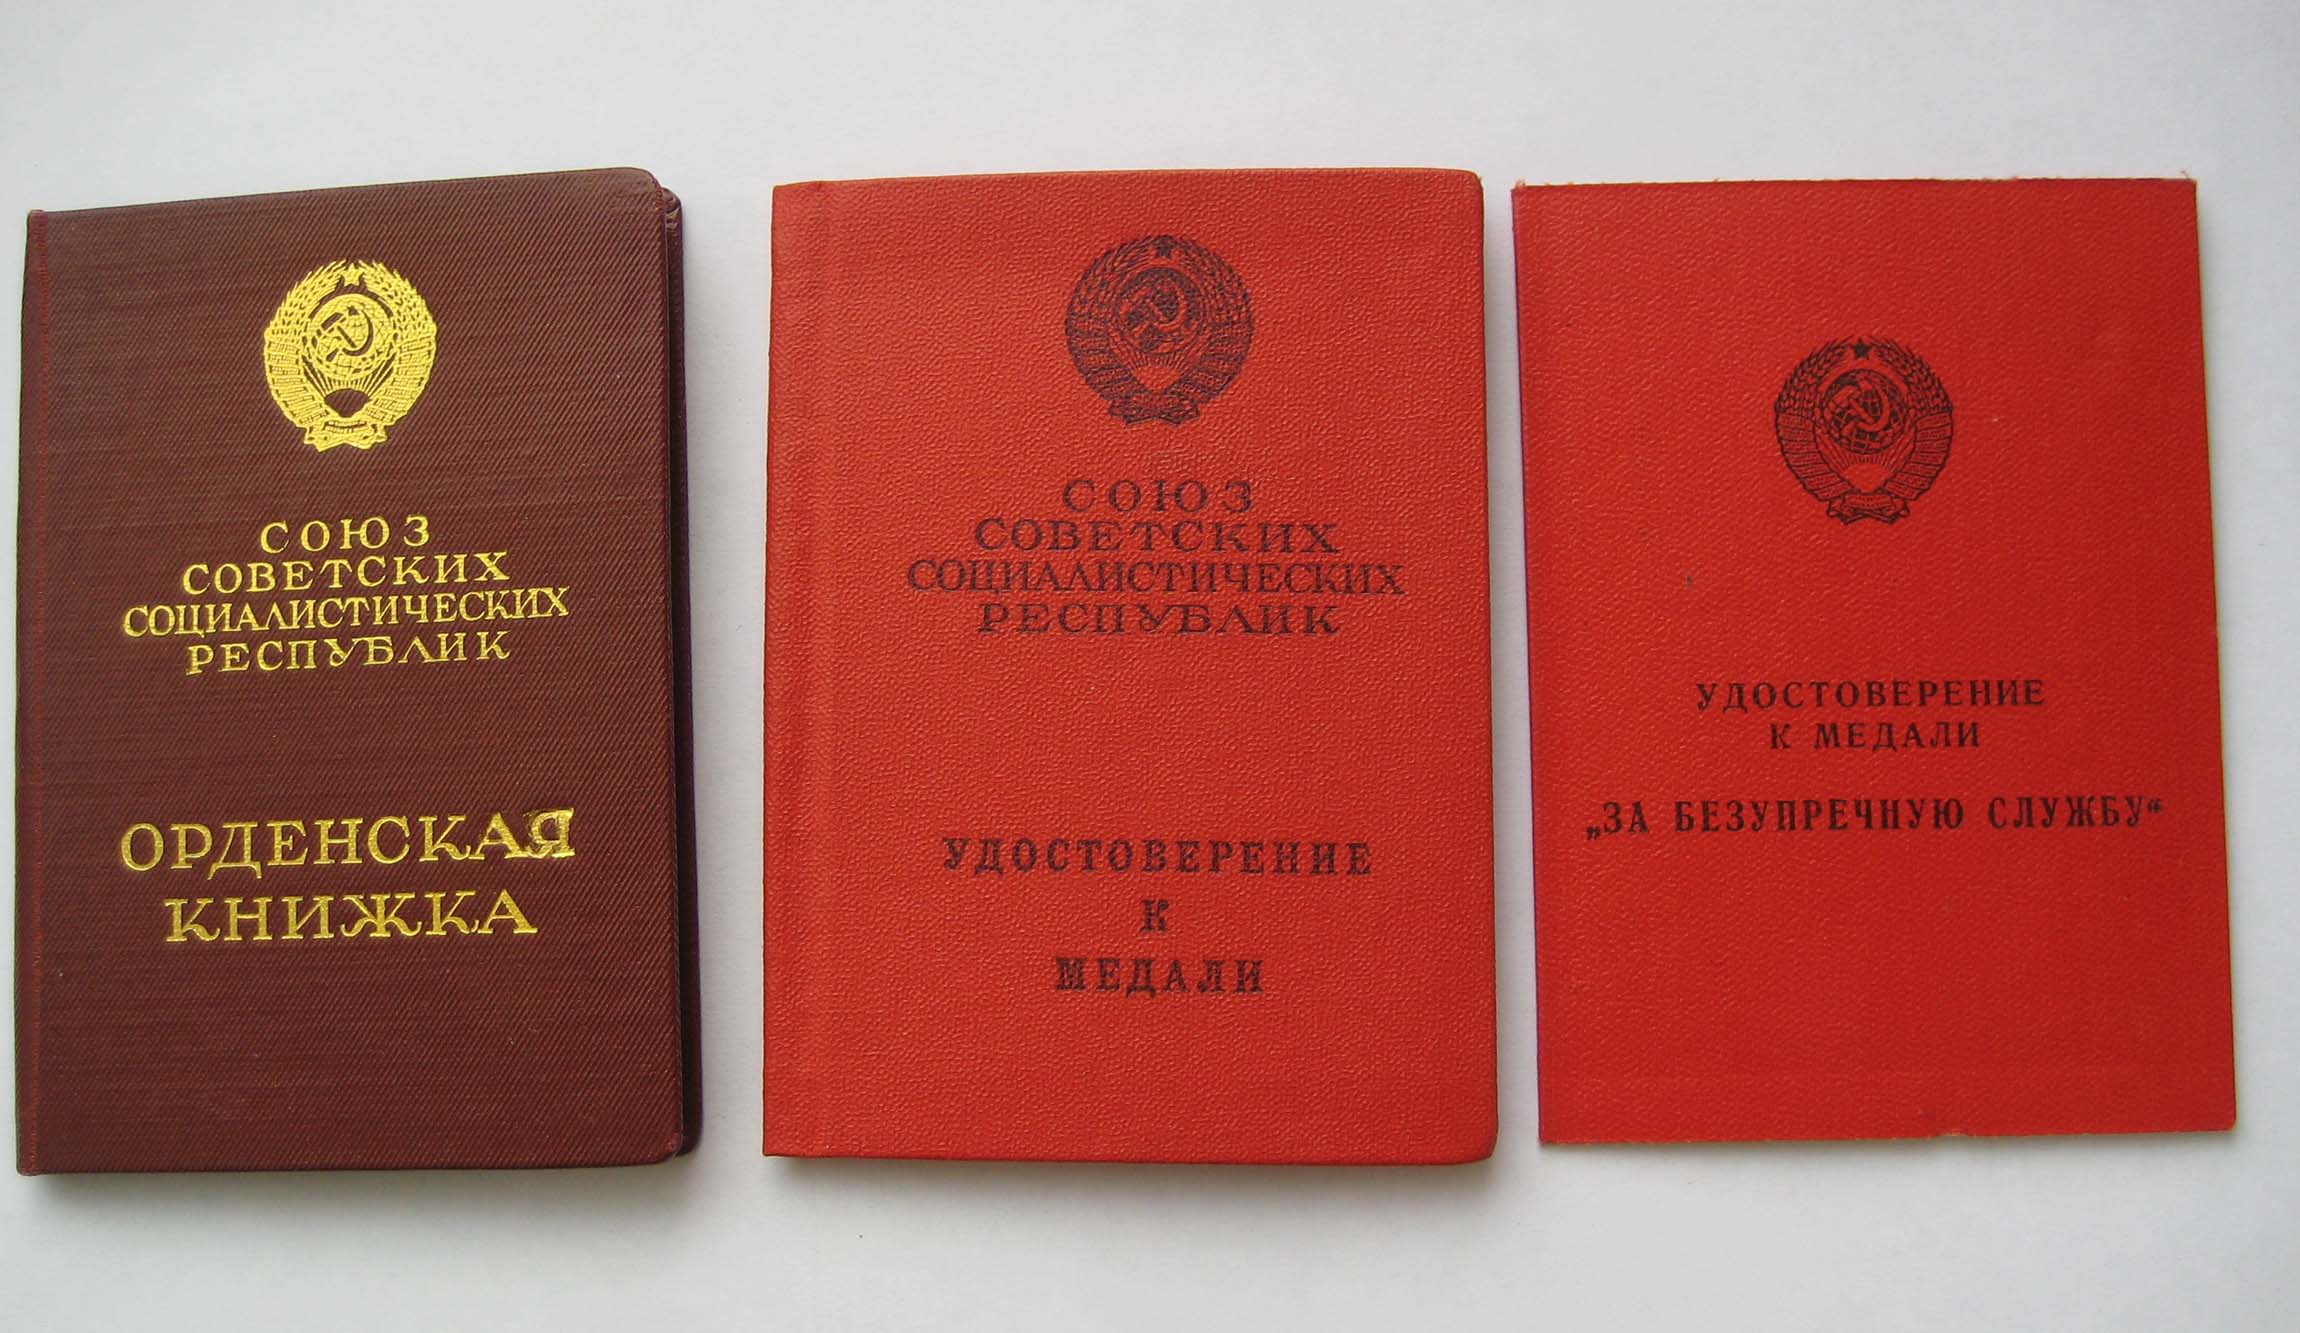 СОЮЗ
СОВЕТСКИХ
СОЦИАЛИСТИЧЕСКИХ
РЕСПУБЛИК
ОРДЕНСКАЯ
КНИЖКА
СОЮЗ
СОВЕТСКИХ
СОЦИАЛИСТИЧЕСКИХ
РЕСПУБЛИК
УДОСТОВЕРЕНИЕ
К
МЕДАЛИ
УДОСТОВЕРЕНИЕ
К МЕДАЛИ
„ЗА БЕЗУПРЕЧНУЮ СЛУЖБУ“